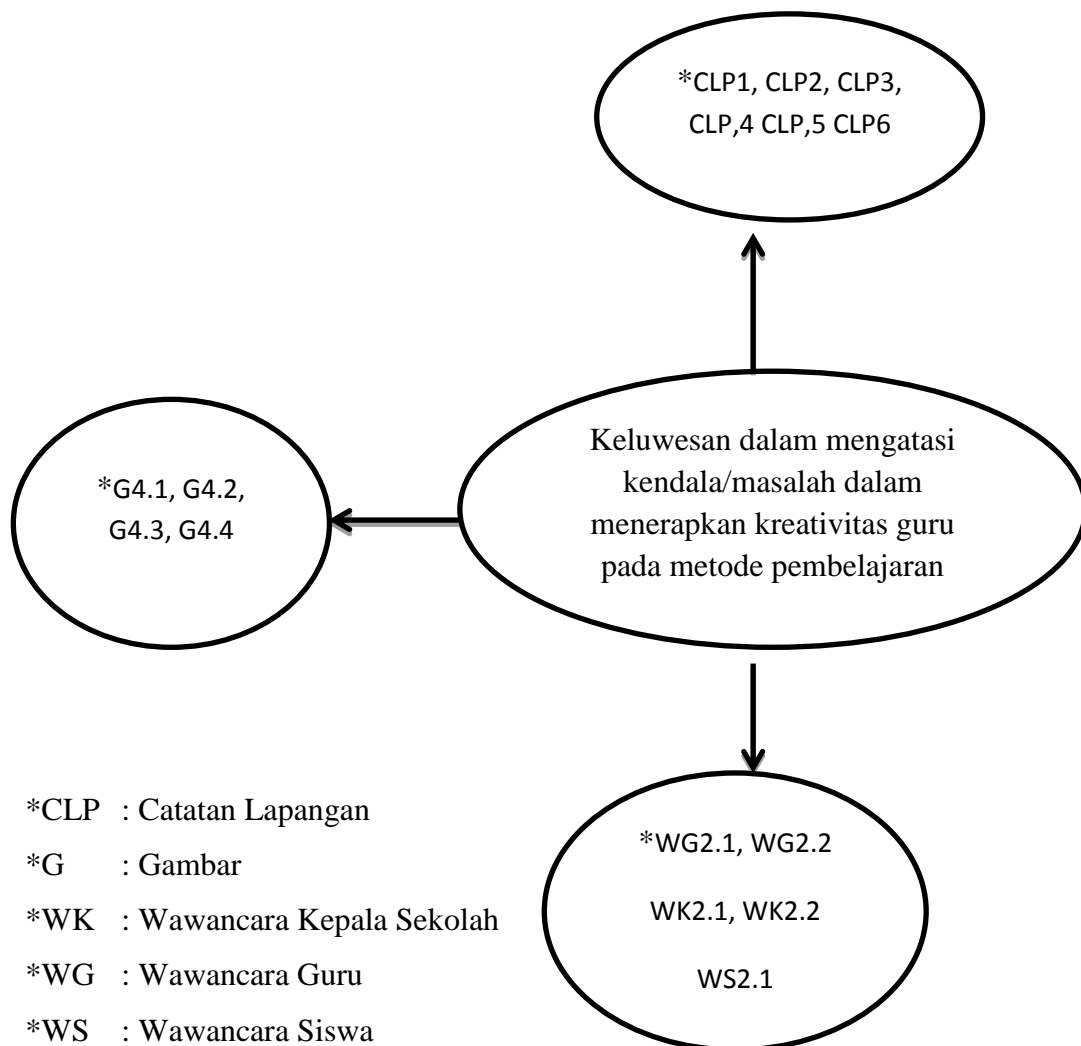 *CLP1, CLP2, CLP3,
CLP,4 CLP,5 CLP6
Keluwesan dalam mengatasi
kendala/masalah dalam
menerapkan kreativitas guru
pada metode pembelajaran
*G4.1, G4.2,
G4.3, G4.4
*WG2.1, WG2.2
WK2.1, WK2.2
WS2.1
*CLP : Catatan Lapangan
*G : Gambar
*WK : Wawancara Kepala Sekolah
*WG : Wawancara Guru
*WS : Wawancara Siswa